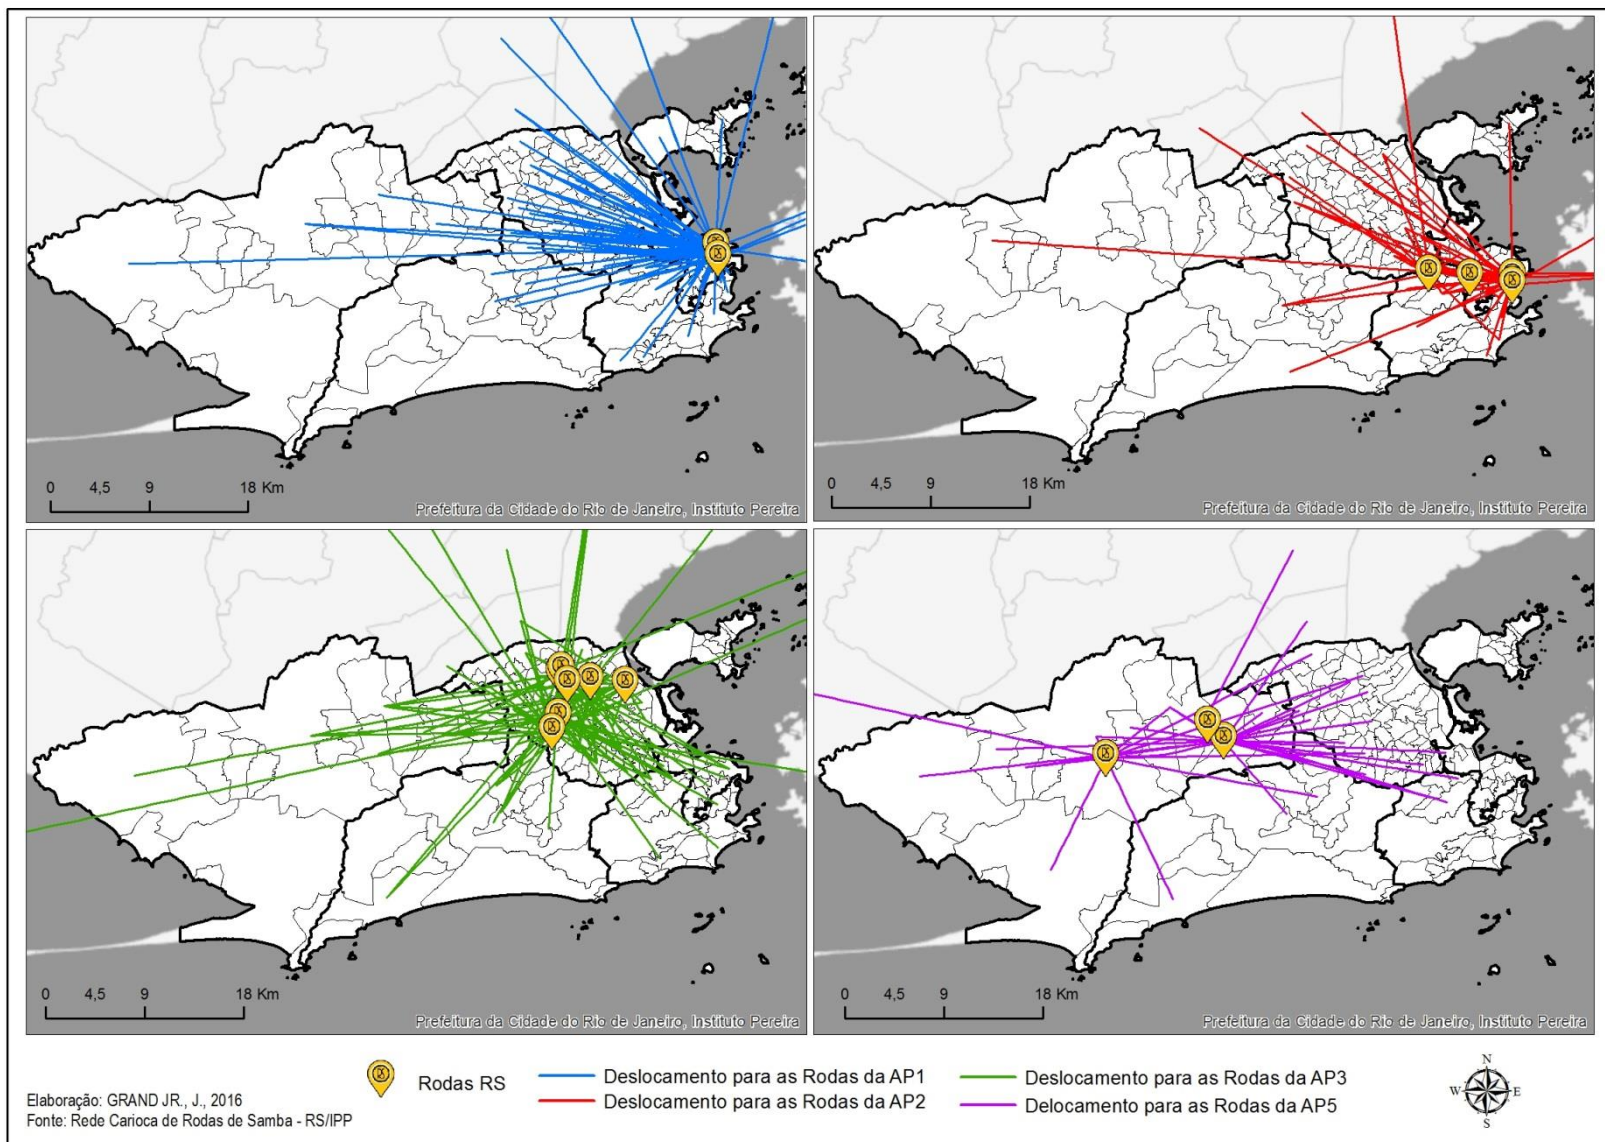 0 4,5 9 18 Km
Prefeitura da Cidade do Rio de Janeiro, Instituto Pereira
0 4,5 9 18 Km
Prefeitura da Cidade do Rio de Janeiro, Instituto Pereira
0 4,5 9 18 Km
Prefeitura da Cidade do Rio de Janeiro, Instituto Pereira
0 4,5 9 18 Km
Prefeitura da Cidade do Rio de Janeiro, Instituto Pereira
Rodas RS
Deslocamento para as Rodas da AP1
Deslocamento para as Rodas da AP2
Deslocamento para as Rodas da AP3
Delocamento para as Rodas da AP5
N
W E
S
Elaboração: GRAND JR., J., 2016
Fonte: Rede Carioca de Rodas de Samba - RS/IPP